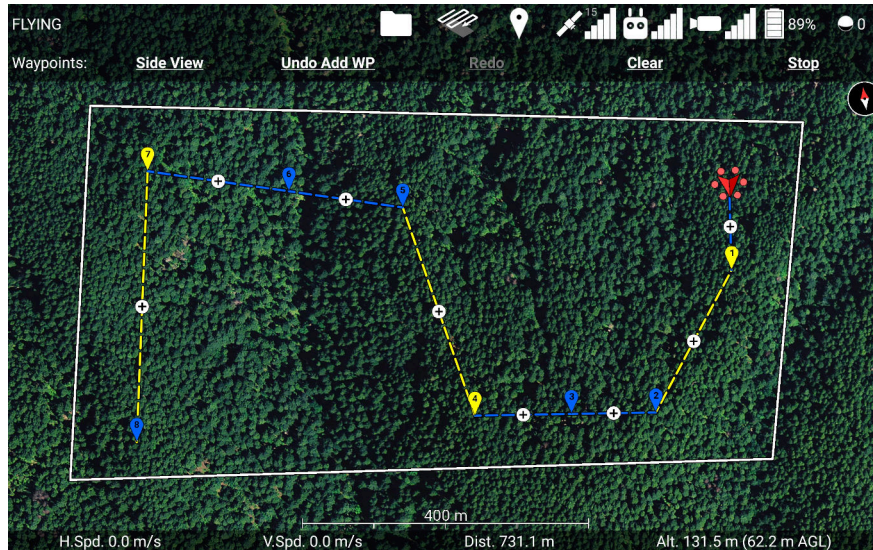 FLYING 15 89% 0
Waypoints: Side View Undo Add WP Redo Clear Stop
7
6
5
1
4
3
2
8
400 m
H.Spd. 0.0 m/s V.Spd. 0.0 m/s Dist. 731.1 m Alt. 131.5 m (62.2 m AGL)